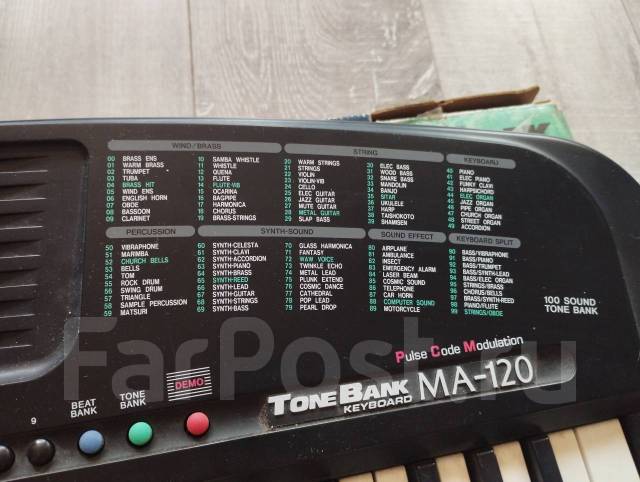 WIND/BRASS
00 BRASS ENS
01 WARM BRASS
02 TRUMPET
03 TUBA
04 BRASS HIT
05 WIND ENS
06 ENGLISH HORN
07 OBOE
08 BASSOON
09 CLARINET
10 SAMBA WHISTLE
11 WHISTLE
12 QUENA
13 FLUTE
14 FLUTE-VIB
15 OCARINA
16 BAGPIPE
17 HARMONICA
18 CHORUS
19 BRASS-STRINGS
STRING
20 WARM STRINGS
21 STRINGS
22 VIOLIN
23 VIOLIN-VIB
24 CELLO
25 ELEC GUITAR
26 JAZZ GUITAR
27 MUTE GUITAR
28 METAL GUITAR
29 SLAP BASS
30 ELEC BASS
31 WOOD BASS
32 SNARE BASS
33 MANDOLIN
34 BANJO
35 SITAR
36 UKULELE
37 HARP
38 TAISHOKOTO
39 SHAMISEN
KEYBOARD
40 PIANO
41 ELEC PIANO
42 FUNKY CLAVI
43 HARPSICHORD
44 ELEC ORGAN
45 JAZZ ORGAN
46 PIPE ORGAN
47 CHURCH ORGAN
48 STREET ORGAN
49 ACCORDION
PERCUSSION
50 VIBRAPHONE
51 MARIMBA
52 CHURCH BELLS
53 BELLS
54 TOM
55 ROCK DRUM
56 SWING DRUM
57 TRIANGLE
58 SAMPLE PERCUSSION
59 MATSURI
SYNTH-SOUND
60 SYNTH-CELESTA
61 SYNTH-CLAVI
62 SYNTH-ACCORDION
63 SYNTH-PIANO
64 SYNTH-BRASS
65 SYNTH-REED
66 SYNTH-LEAD
67 SYNTH-GUITAR
68 SYNTH-STRINGS
69 SYNTH-BASS
70 GLASS HARMONICA
71 FANTASY
72 WAW VOICE
73 TWINKLE ECHO
74 METAL LEAD
75 PLUNK EXTEND
76 COSMIC DANCE
77 CATHEDRAL
78 POP LEAD
79 PEARL DROP
SOUND EFFECT
80 AIRPLANE
81 AMBULANCE
82 INSECT
83 EMERGENCY ALARM
84 LASER BEAM
85 COSMIC SOUND
86 TELEPHONE
87 CAR HORN
88 COMPUTER SOUND
89 MOTORCYCLE
KEYBOARD SPLIT
90 BASS/VIBRAPHONE
91 BASS/PIANO
92 BASS/TRUMPET
93 BASS/SYNTH-LEAD
94 BASS/ELEC ORGAN
95 STRINGS/BRASS
96 CHORUS/BELLS
97 BRASS/SYNTH-REED
98 PIANO/FLUTE
99 STRINGS/OBOE
100 SOUND
TONE BANK
Pulse Code Modulation
TONEBANK
KEYBOARD
MA-120
9
BEAT
BANK
TONE
BANK
DEMO
FarPost.ru